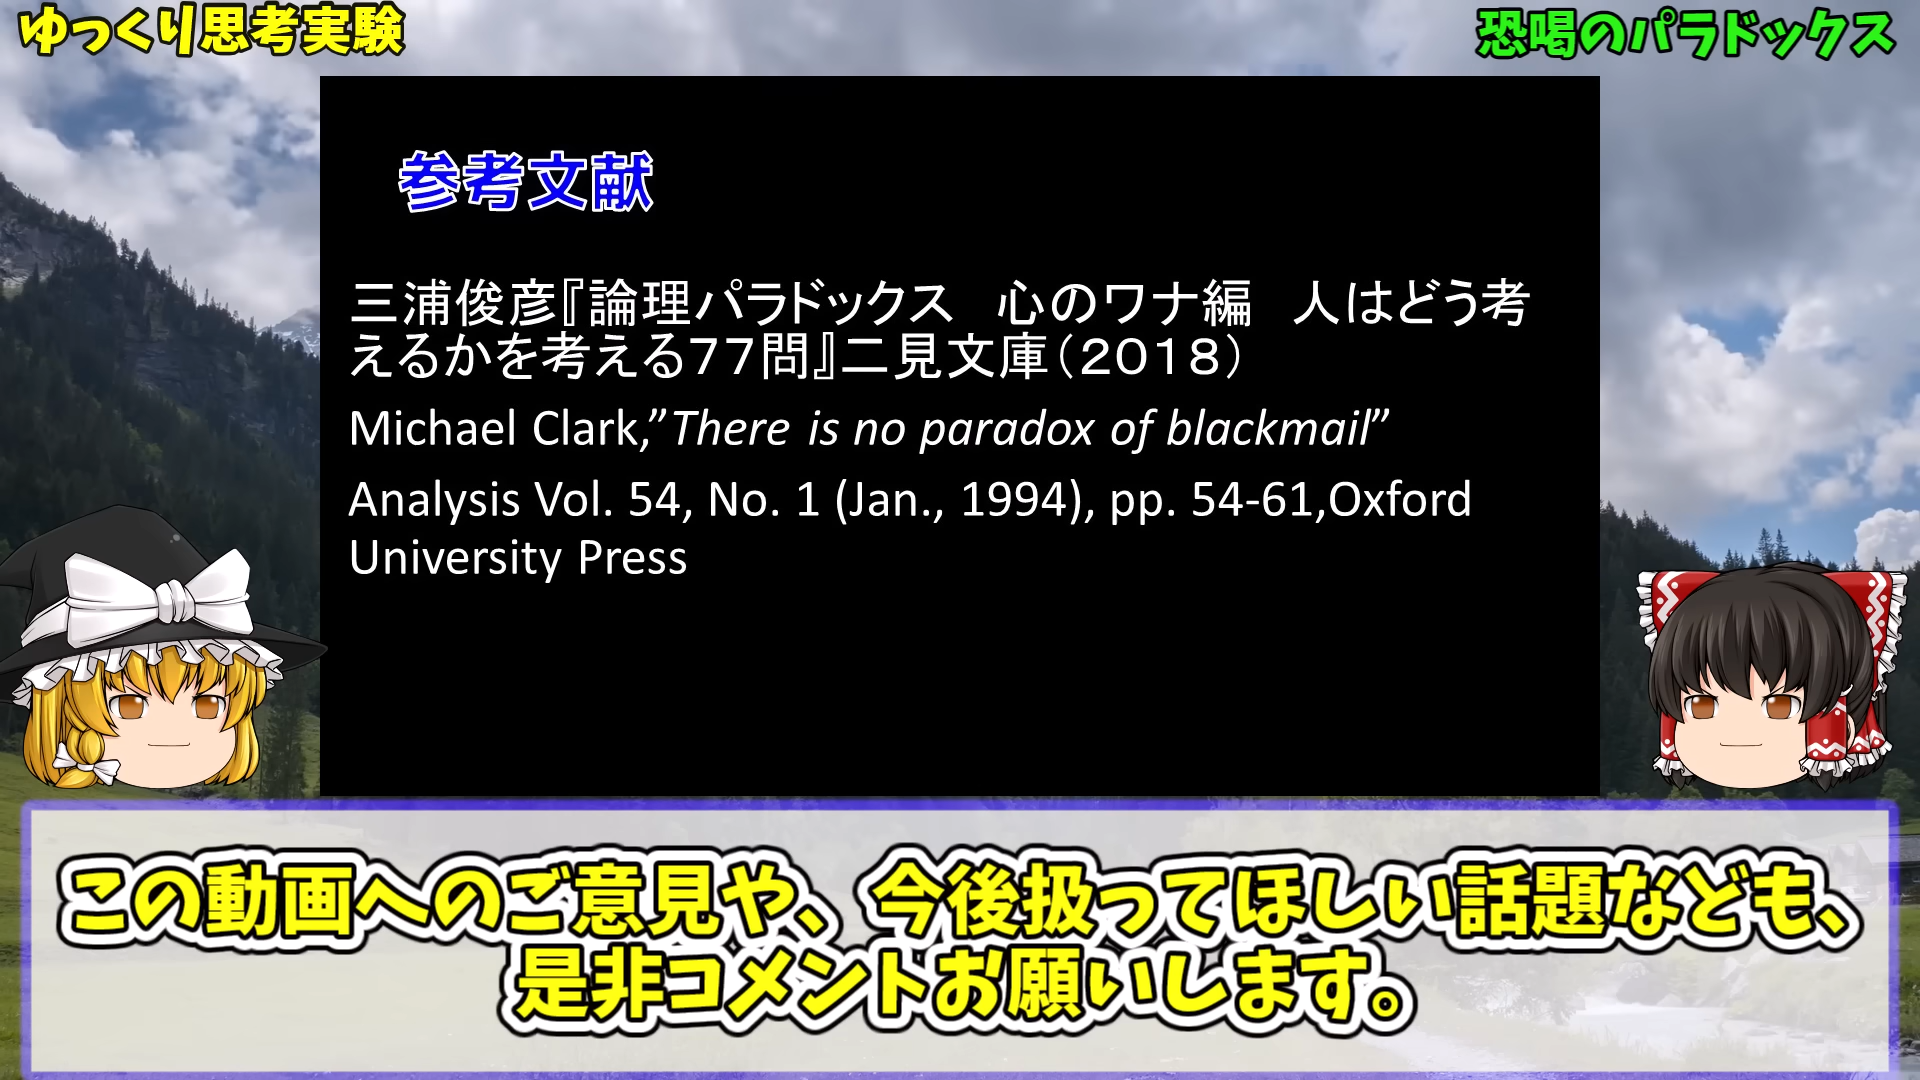 ゆっくり思考実験
恐喝のパラドックス
参考文献
三浦俊彦『論理パラドックス　心のワナ編　人はどう考
えるかを考える７７問』二見文庫（２０１８）
Michael Clark,”There is no paradox of blackmail”
Analysis Vol. 54, No. 1 (Jan., 1994), pp. 54-61,Oxford
University Press
この動画へのご意見や、今後扱ってほしい話題なども、
是非コメントお願いします。